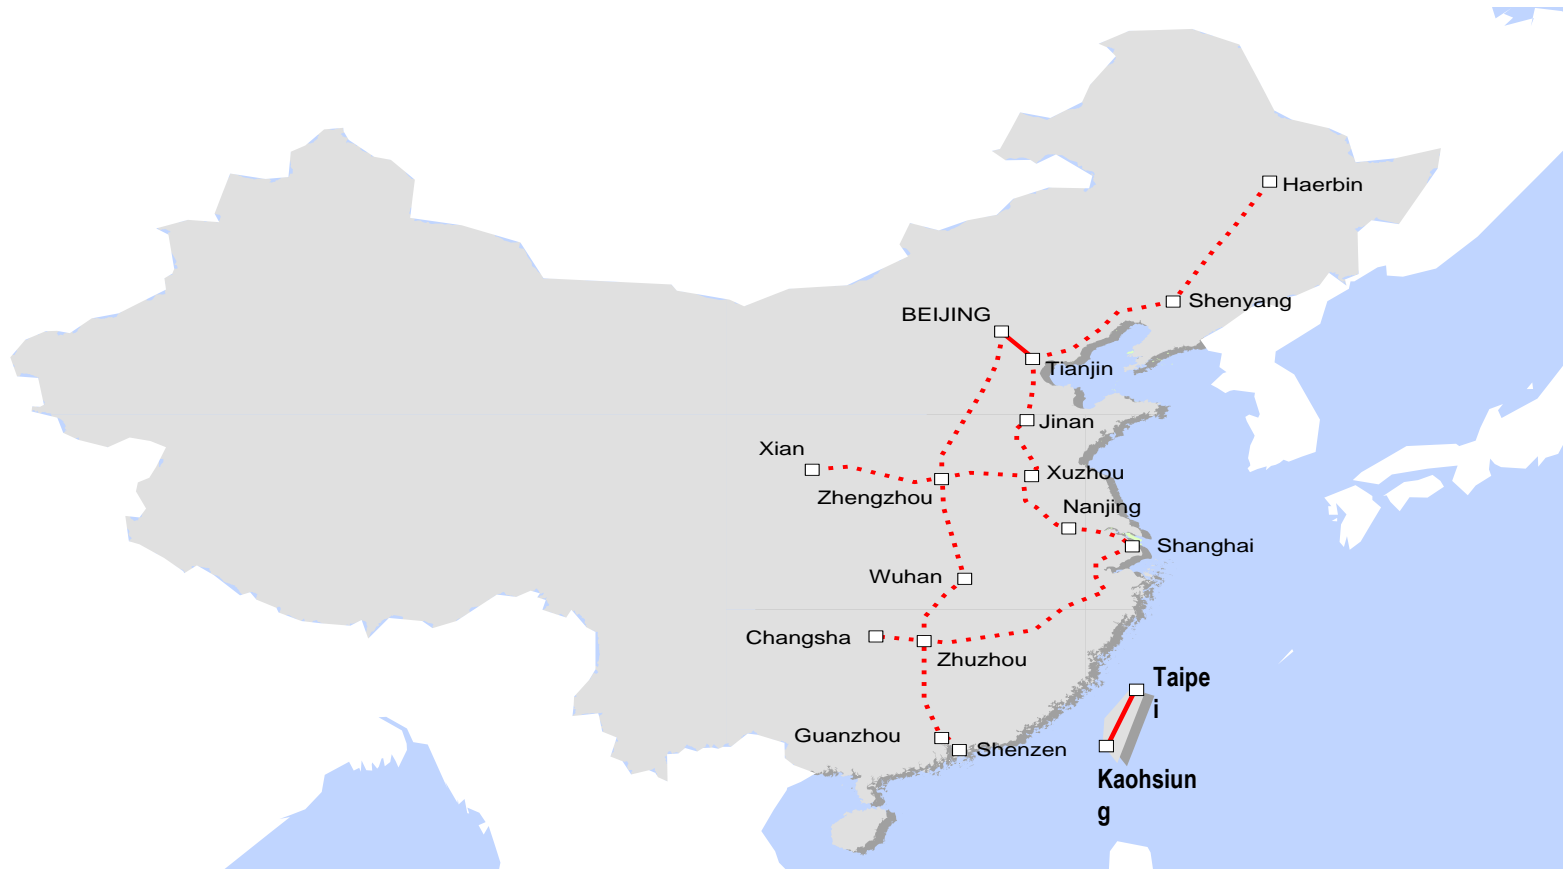 Haerbin
Shenyang
BEIJING
Tianjin
Jinan
Xian
Xuzhou
Zhengzhou
Nanjing
Shanghai
Wuhan
Changsha
Zhuzhou
Taipe
i
Guanzhou
Shenzen
Kaohsiun
g